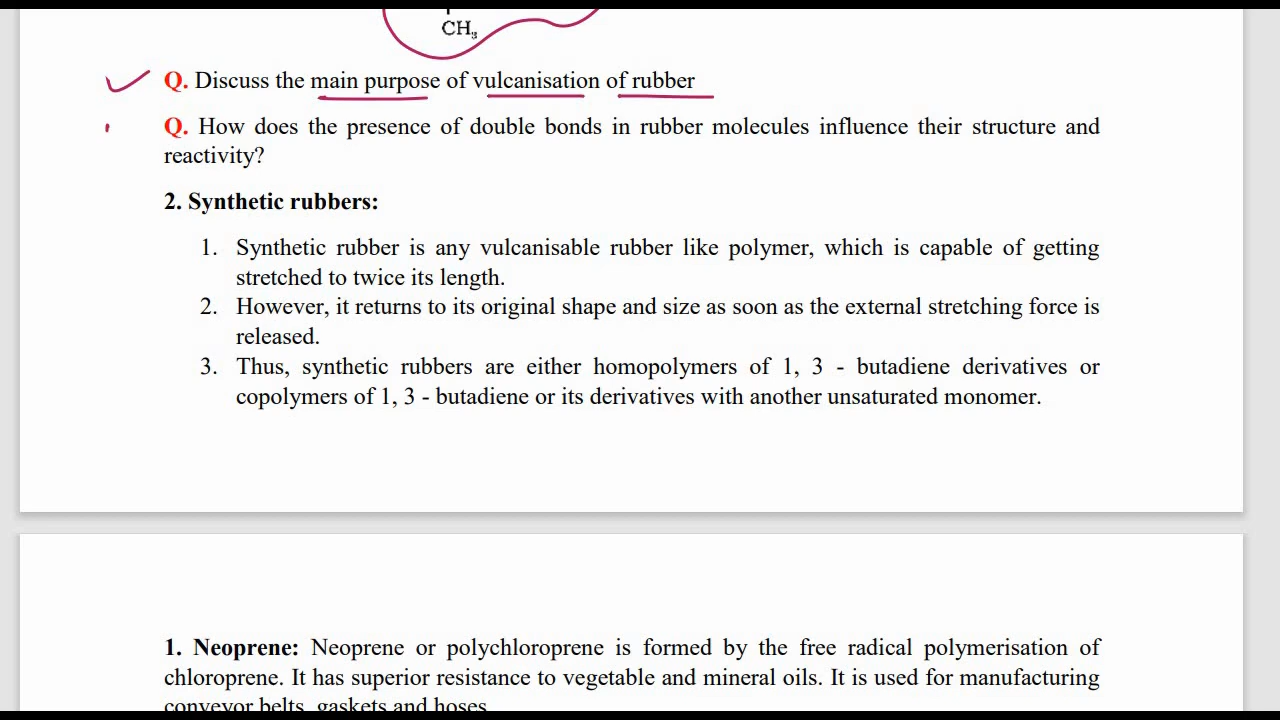 CH₃
Q. Discuss the main purpose of vulcanisation of rubber
Q. How does the presence of double bonds in rubber molecules influence their structure and
reactivity?
2. Synthetic rubbers:
1. Synthetic rubber is any vulcanisable rubber like polymer, which is capable of getting
stretched to twice its length.
2. However, it returns to its original shape and size as soon as the external stretching force is
released.
3. Thus, synthetic rubbers are either homopolymers of 1, 3 - butadiene derivatives or
copolymers of 1, 3 - butadiene or its derivatives with another unsaturated monomer.
1. Neoprene: Neoprene or polychloroprene is formed by the free radical polymerisation of
chloroprene. It has superior resistance to vegetable and mineral oils. It is used for manufacturing
conveyor belts, gaskets and hoses